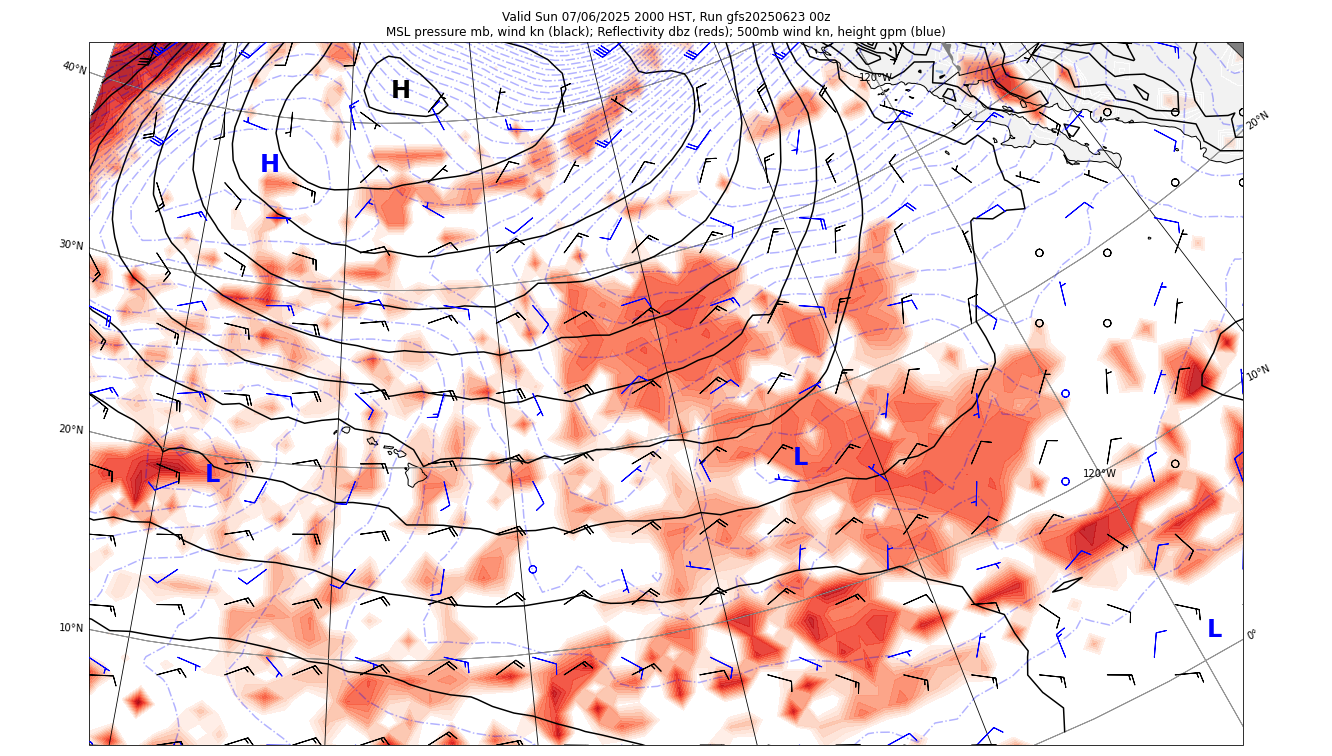 Valid Sun 07/06/2025 2000 HST, Run gfs20250623 00z
MSL pressure mb, wind kn (black); Reflectivity dbz (reds); 500mb wind kn, height gpm (blue)
40°N
120°W
H
20°N
H
30°N
10°N
20°N
L
L
120°W
10°N
L
0°